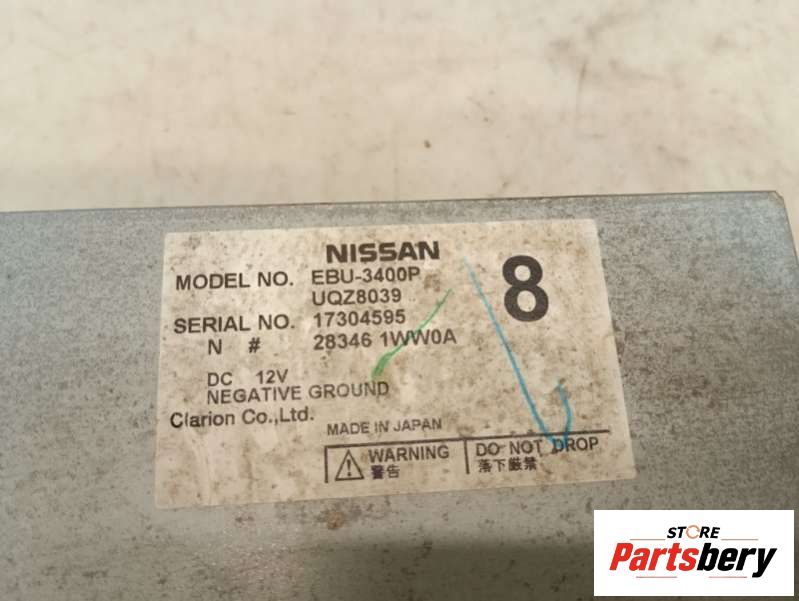 NISSAN
MODEL NO. EBU-3400P
UQZ8039
8
SERIAL NO. 17304595
N # 28346 1WW0A
DC 12V
NEGATIVE GROUND
Clarion Co.,Ltd.
MADE IN JAPAN
WARNING
警告
DO NOT DROP
落下厳禁
STORE
Partsbery